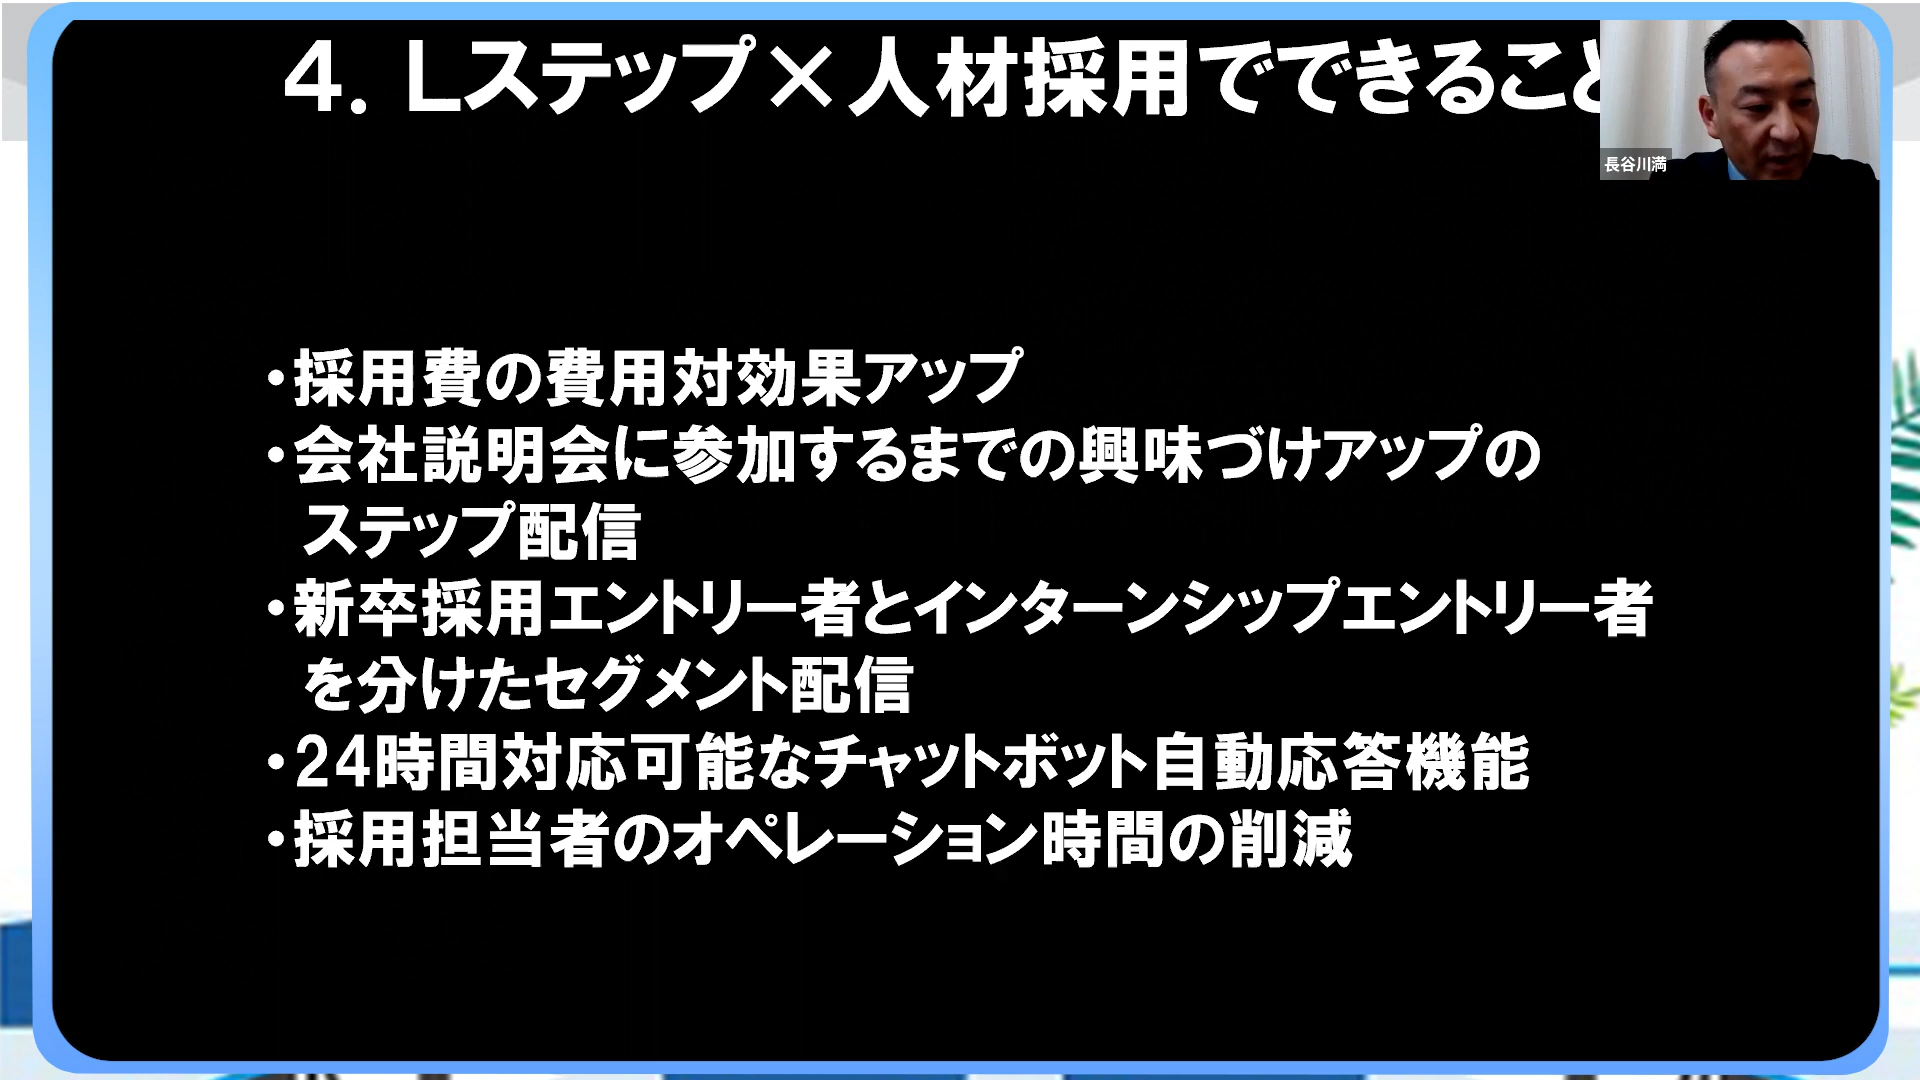 ４．Lステップ×人材採用でできること
・採用費の費用対効果アップ
・会社説明会に参加するまでの興味づけアップの
ステップ配信
・新卒採用エントリー者とインターンシップエントリー者
を分けたセグメント配信
・24時間対応可能なチャットボット自動応答機能
・採用担当者のオペレーション時間の削減
長谷川満